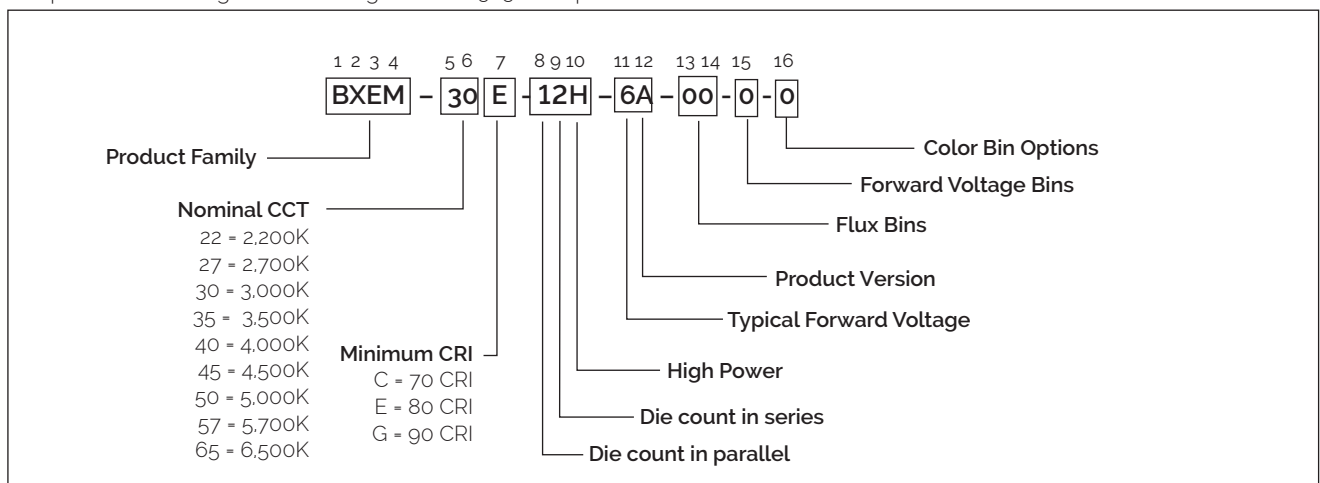 1 2 3 4 5 6 7 8 9 10 11 12 13 14 15 16
BXEM – 30 E - 12H – 6A – 00 - 0 - 0
Product Family
Color Bin Options
Forward Voltage Bins
Nominal CCT
Flux Bins
22 = 2,200K
27 = 2,700K
Product Version
30 = 3,000K
35 = 3,500K
Typical Forward Voltage
40 = 4,000K
Minimum CRI
45 = 4,500K
High Power
C = 70 CRI
50 = 5,000K
E = 80 CRI
57 = 5,700K
Die count in series
G = 90 CRI
65 = 6,500K
Die count in parallel